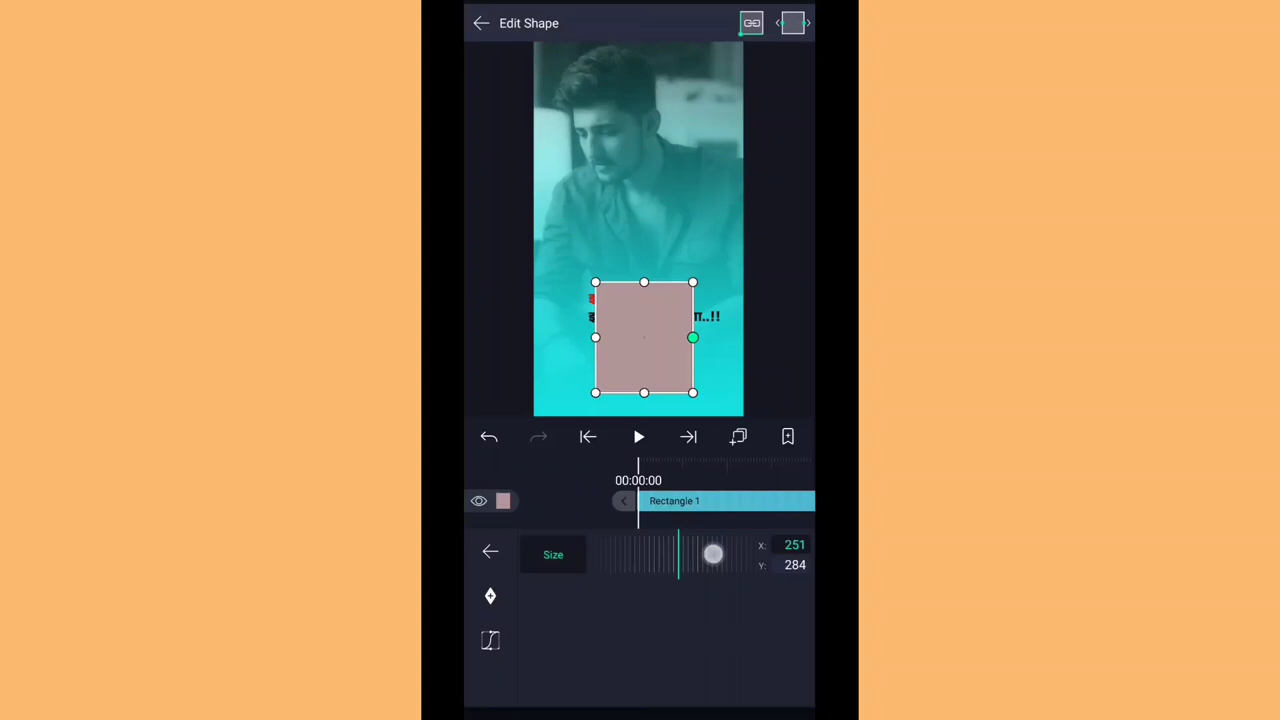 Edit Shape
..!!
00:00:00
Rectangle 1
Size
X: 251
Y: 284